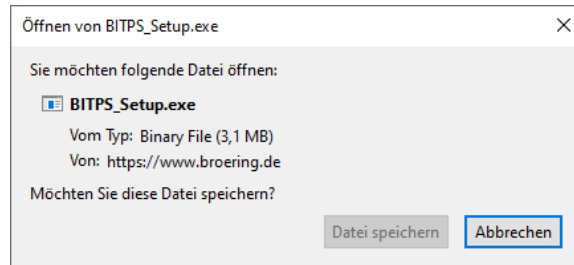 Öffnen von BITPS_Setup.exe
Sie möchten folgende Datei öffnen:
BITPS_Setup.exe
Vom Typ: Binary File (3,1 MB)
Von: https://www.broering.de
Möchten Sie diese Datei speichern?
Datei speichern Abbrechen